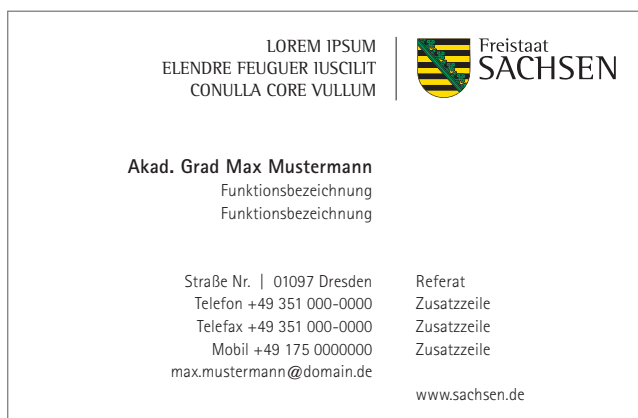 LOREM IPSUM
ELENDRE FEUGUER IUSCILIT
CONULLA CORE VULLUM
Freistaat
SACHSEN
Akad. Grad Max Mustermann
Funktionsbezeichnung
Funktionsbezeichnung
Straße Nr. | 01097 Dresden
Telefon +49 351 000-0000
Telefax +49 351 000-0000
Mobil +49 175 0000000
max.mustermann@domain.de
Referat
Zusatzzeile
Zusatzzeile
Zusatzzeile
www.sachsen.de